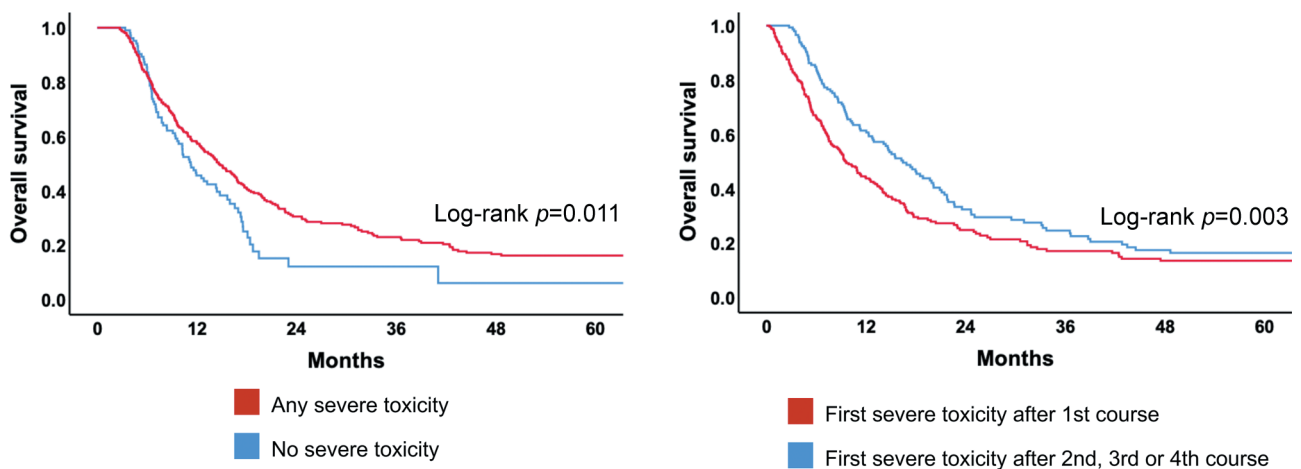 Overall survival
1.0
0.8
0.6
0.4
0.2
0.0
Log-rank p=0.011
0 12 24 36 48 60
Months
Any severe toxicity
No severe toxicity
Overall survival
1.0
0.8
0.6
0.4
0.2
0.0
Log-rank p=0.003
0 12 24 36 48 60
Months
First severe toxicity after 1st course
First severe toxicity after 2nd, 3rd or 4th course